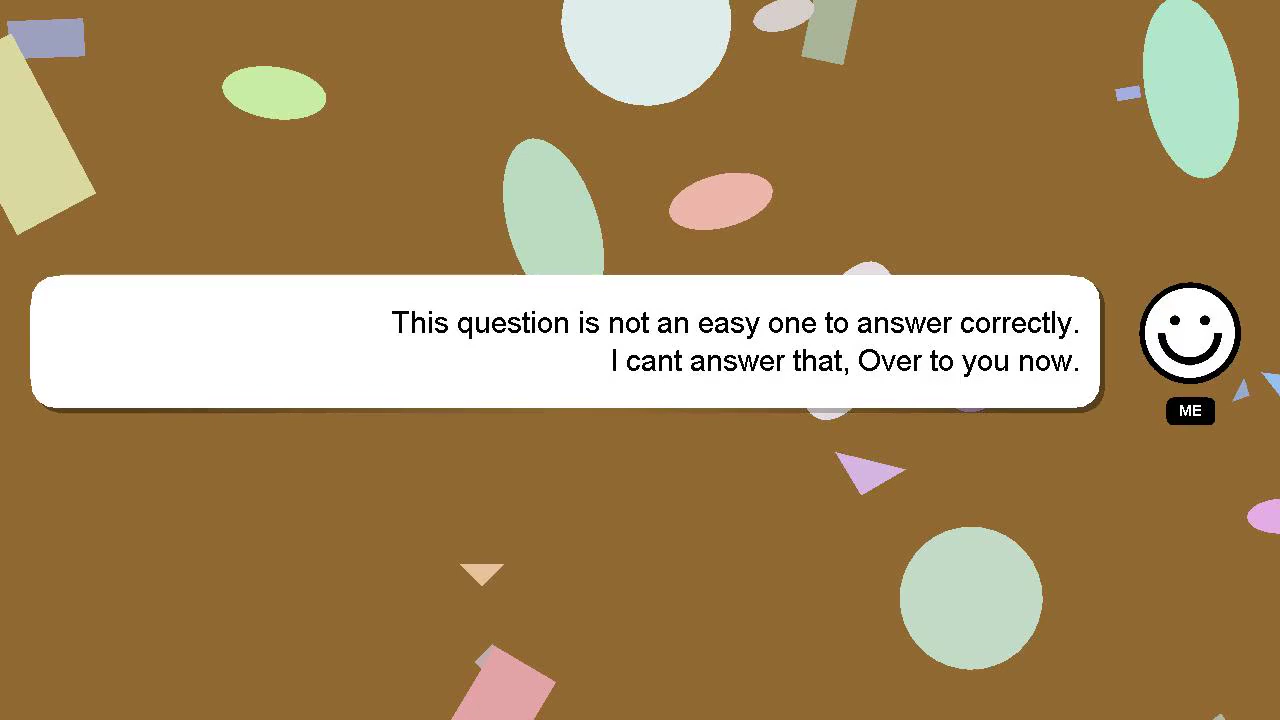 This question is not an easy one to answer correctly.
I cant answer that, Over to you now.
ME